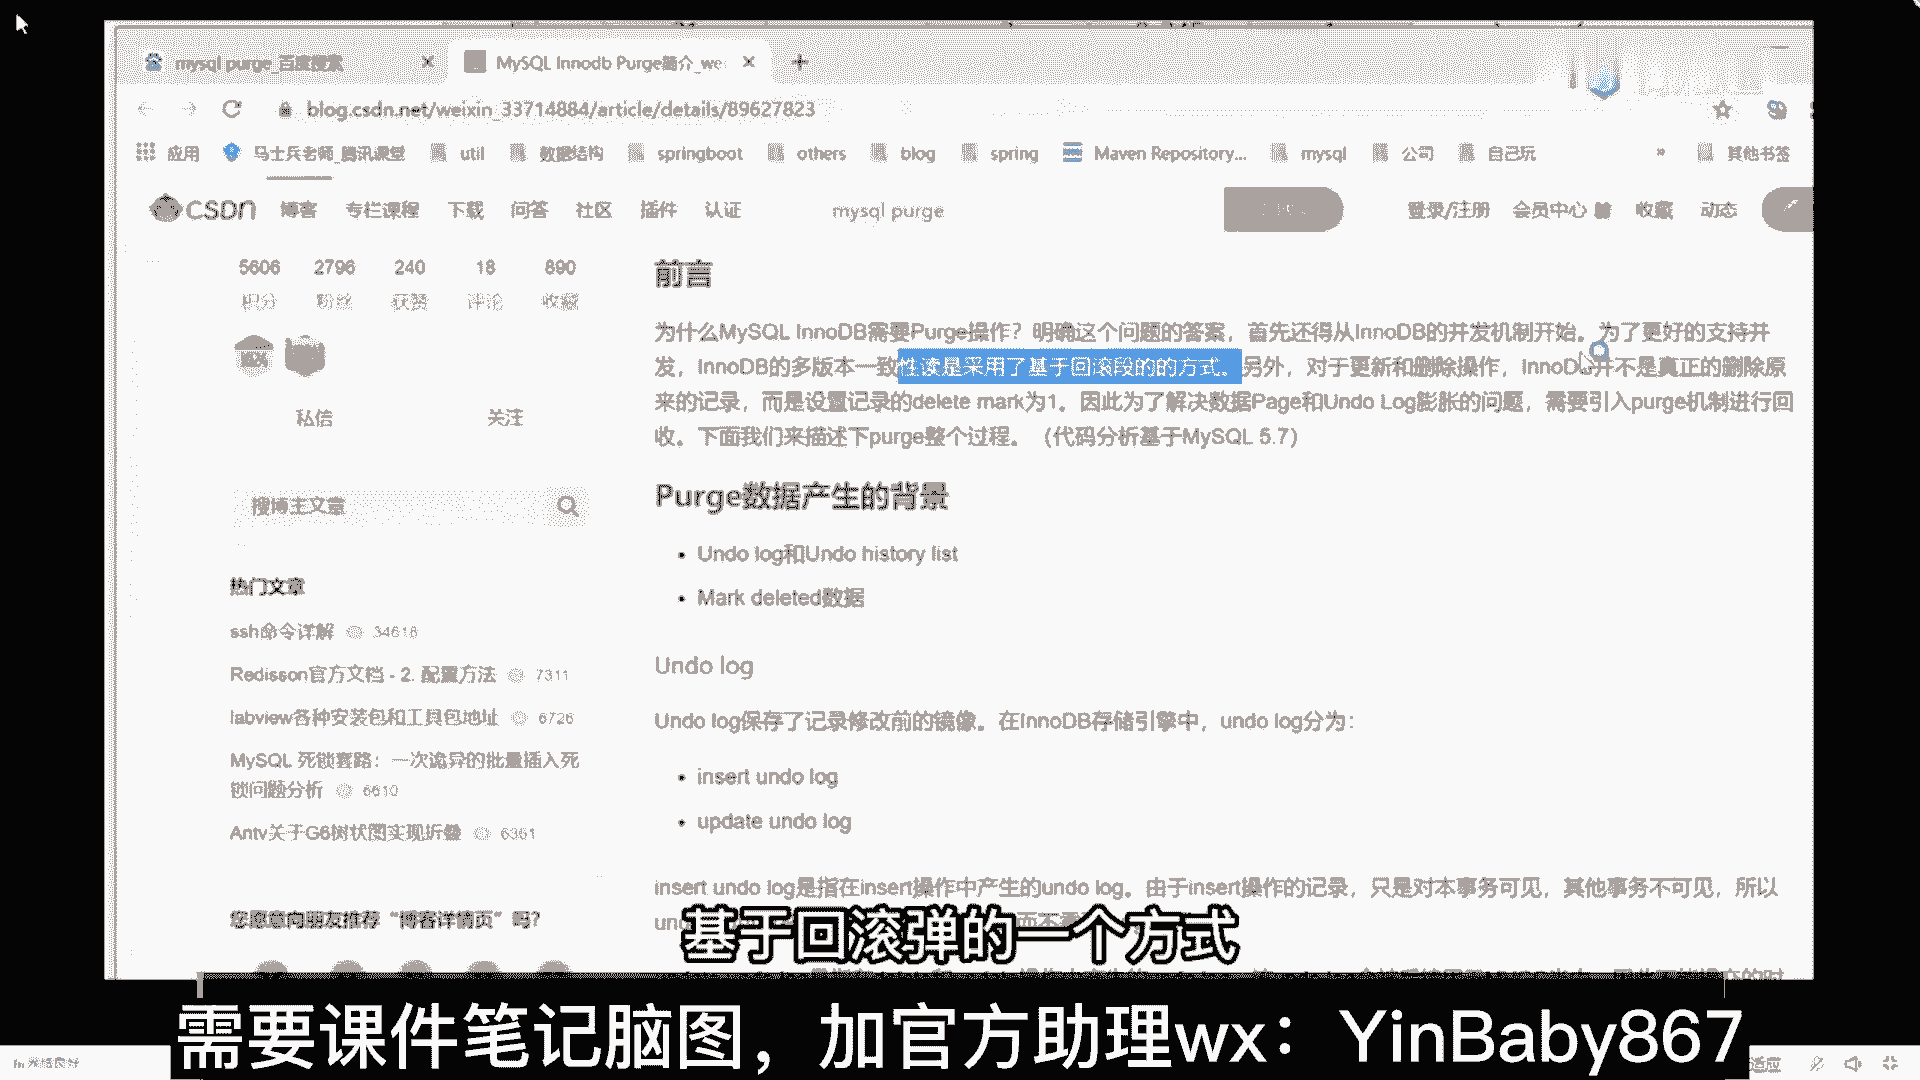 mysql purge_百度搜索
MySQL Innodb Purge简介_we
blog.csdn.net/weixin_33714884/article/details/89627823
应用 马士兵老师_腾讯课堂 util 数据结构 springboot others blog spring Maven Repository... mysql 公司 自己玩 » 其他书签
CSDN 博客 专栏课程 下载 问答 社区 插件 认证 mysql purge 登录/注册 会员中心 收藏 动态
5606 2796 240 18 890
积分 粉丝 获赞 评论 收藏
私信 关注
搜博主文章
热门文章
ssh命令详解 34618
Redisson官方文档 - 2. 配置方法 7311
labview各种安装包和工具包地址 6726
MySQL 死锁套路：一次诡异的批量插入死
锁问题分析 6610
Antv关于G6树状图实现折叠 6361
您愿意向朋友推荐“博客详情页”吗？
前言
为什么MySQL InnoDB需要Purge操作？明确这个问题的答案，首先还得从InnoDB的并发机制开始。为了更好的支持并
发，InnoDB的多版本一致性读是采用了基于回滚段的的方式。另外，对于更新和删除操作，InnoDB并不是真正的删除原
来的记录，而是设置记录的delete mark为1。因此为了解决数据Page和Undo Log膨胀的问题，需要引入purge机制进行回
收。下面我们来描述下purge整个过程。（代码分析基于MySQL 5.7）
Purge数据产生的背景
Undo log和Undo history list
Mark deleted数据
Undo log
Undo log保存了记录修改前的镜像。在InnoDB存储引擎中，undo log分为：
insert undo log
update undo log
insert undo log是指在insert操作中产生的undo log。由于insert操作的记录，只是对本事务可见，其他事务不可见，所以
基于回滚弹的一个方式
需要课件笔记脑图，加官方助理wx：YinBaby867